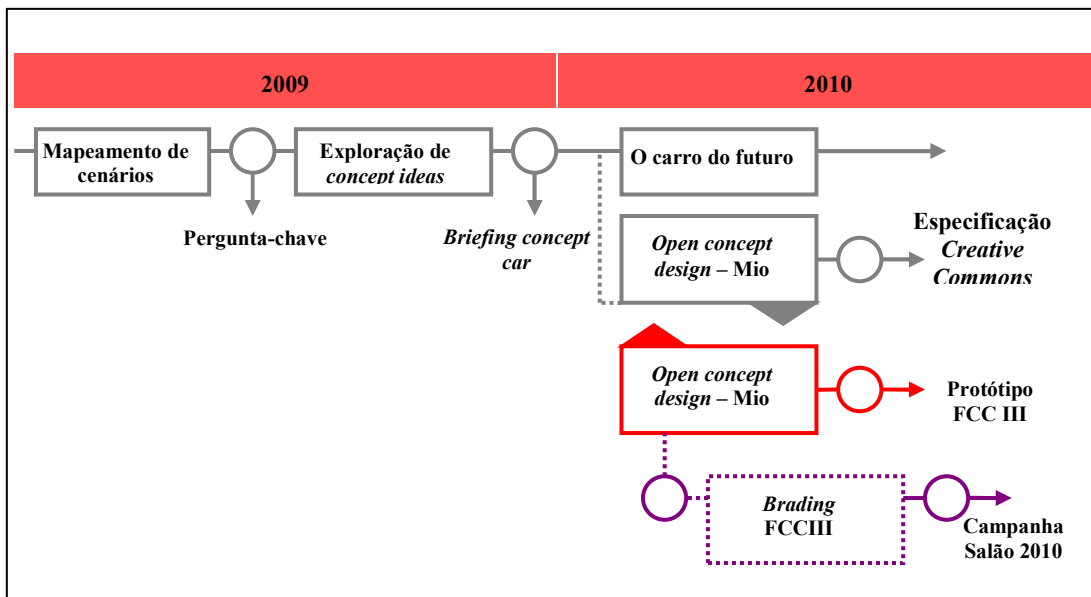 2009
2010
Mapeamento de
cenários
Exploração de
concept ideas
O carro do futuro
Pergunta-chave
Briefing concept
car
Open concept
design – Mio
Especificação
Creative
Commons
Open concept
design – Mio
Protótipo
FCC III
Brading
FCCIII
Campanha
Salão 2010